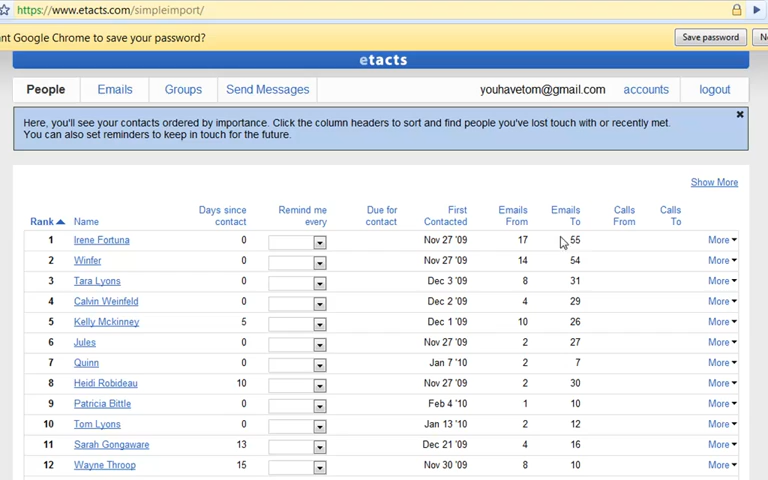 https://www.etacts.com/simpleimport/
nt Google Chrome to save your password?
Save password
etacts
People Emails Groups Send Messages youhavetom@gmail.com accounts logout
Here, you'll see your contacts ordered by importance. Click the column headers to sort and find people you've lost touch with or recently met.
You can also set reminders to keep in touch for the future.
Show More
Days since Remind me Due for First Emails Emails Calls Calls
Rank Name contact every contact Contacted From To From To
1 Irene Fortuna 0 Nov 27 '09 17 55 More
2 Winfer 0 Nov 27 '09 14 54 More
3 Tara Lyons 0 Dec 3 '09 8 31 More
4 Calvin Weinfeld 0 Dec 2 '09 4 29 More
5 Kelly Mckinney 5 Dec 1 '09 10 26 More
6 Jules 0 Nov 27 '09 2 27 More
7 Quinn 0 Jan 7 '10 2 7 More
8 Heidi Robideau 10 Nov 27 '09 2 30 More
9 Patricia Bittle 0 Feb 4 '10 1 10 More
10 Tom Lyons 0 Jan 13 '10 2 12 More
11 Sarah Gongaware 13 Dec 21 '09 4 16 More
12 Wayne Throop 15 Nov 30 '09 8 10 More